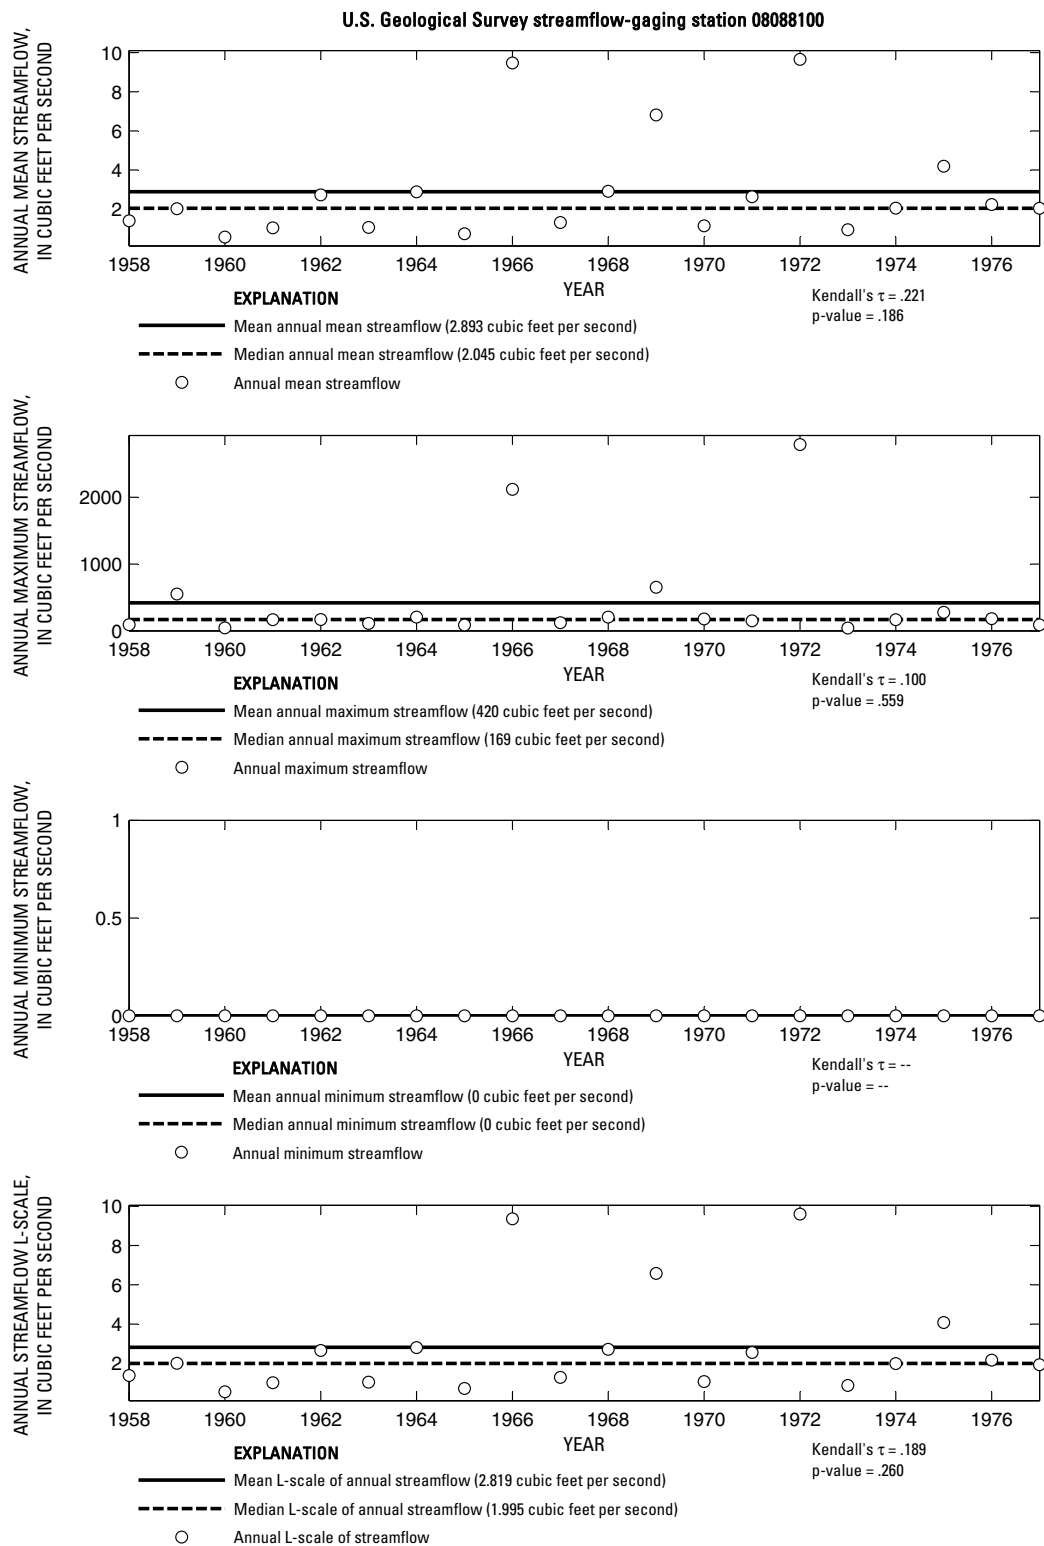 U.S. Geological Survey streamflow-gaging station 08088100
ANNUAL MEAN STREAMFLOW,
IN CUBIC FEET PER SECOND
10
8
6
4
2
1958 1960 1962 1964 1966 1968 1970 1972 1974 1976
YEAR
Kendall's τ = .221
p-value = .186
EXPLANATION
Mean annual mean streamflow (2.893 cubic feet per second)
Median annual mean streamflow (2.045 cubic feet per second)
Annual mean streamflow
ANNUAL MAXIMUM STREAMFLOW,
IN CUBIC FEET PER SECOND
2000
1000
0
1958 1960 1962 1964 1966 1968 1970 1972 1974 1976
YEAR
Kendall's τ = .100
p-value = .559
EXPLANATION
Mean annual maximum streamflow (420 cubic feet per second)
Median annual maximum streamflow (169 cubic feet per second)
Annual maximum streamflow
ANNUAL MINIMUM STREAMFLOW,
IN CUBIC FEET PER SECOND
1
0.5
0
1958 1960 1962 1964 1966 1968 1970 1972 1974 1976
YEAR
Kendall's τ = --
p-value = --
EXPLANATION
Mean annual minimum streamflow (0 cubic feet per second)
Median annual minimum streamflow (0 cubic feet per second)
Annual minimum streamflow
ANNUAL STREAMFLOW L-SCALE,
IN CUBIC FEET PER SECOND
10
8
6
4
2
1958 1960 1962 1964 1966 1968 1970 1972 1974 1976
YEAR
Kendall's τ = .189
p-value = .260
EXPLANATION
Mean L-scale of annual streamflow (2.819 cubic feet per second)
Median L-scale of annual streamflow (1.995 cubic feet per second)
Annual L-scale of streamflow